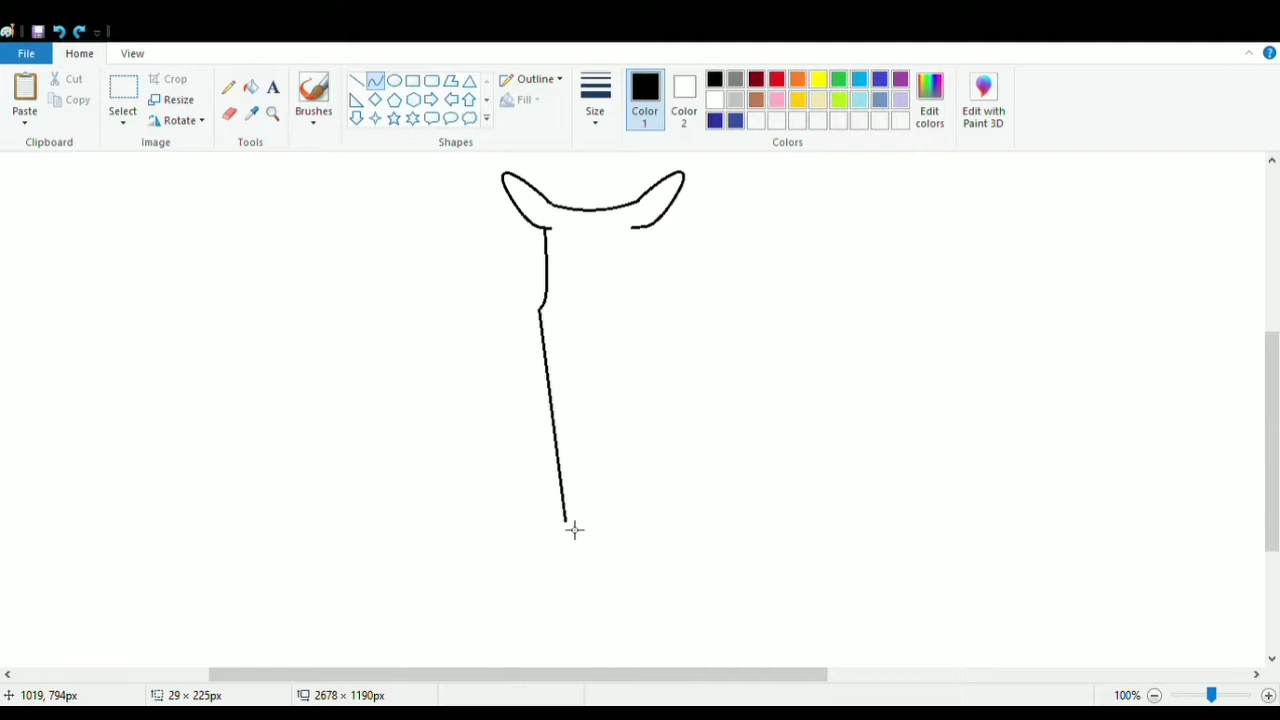 File Home View
Paste Cut Copy Clipboard
Select Crop Resize Rotate Image
A Tools
Brushes
Outline Fill Shapes
Size
Color 1 Color 2 Edit colors Colors
Edit with Paint 3D
1019, 794px 29 × 225px 2678 × 1190px 100%